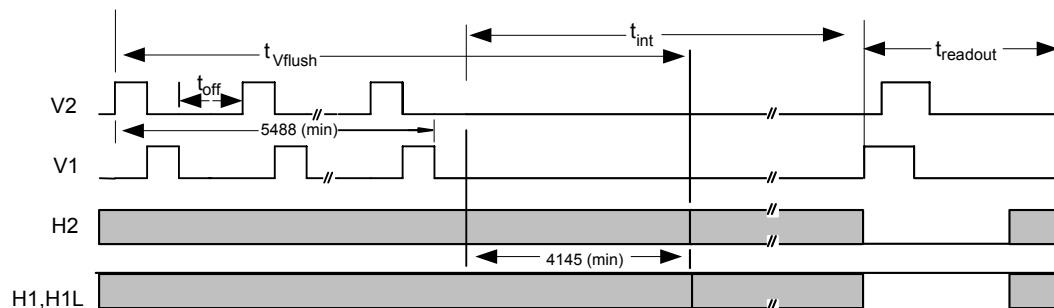 t_Vflush
t_int
t_readout
t_off
V2
5488 (min)
V1
H2
4145 (min)
H1,H1L